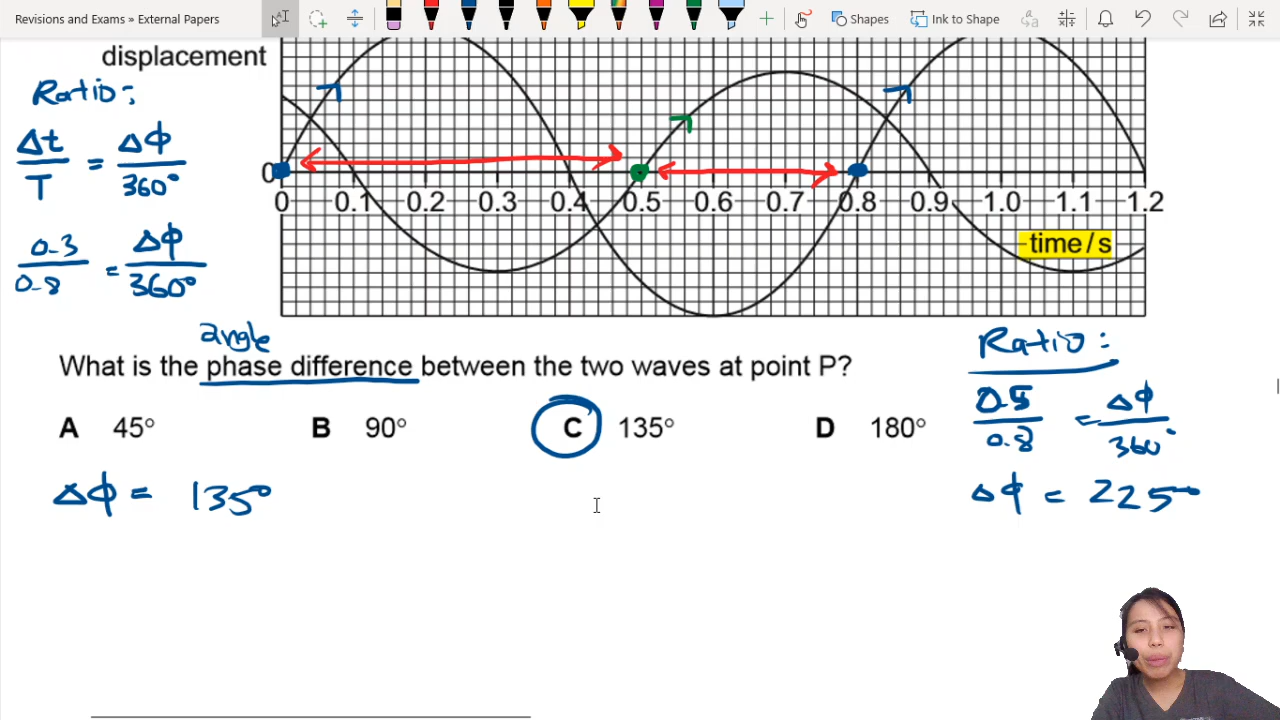 Revisions and Exams » External Papers
Shapes
Ink to Shape
displacement
Ratio:
Δt/T = Δϕ/360°
0.3/0.8 = Δϕ/360°
0
0 0.1 0.2 0.3 0.4 0.5 0.6 0.7 0.8 0.9 1.0 1.1 1.2
time / s
angle
What is the phase difference between the two waves at point P?
A 45° B 90° C 135° D 180°
Δϕ = 135°
Ratio:
0.5/0.8 = Δϕ/360°
Δϕ = 225°